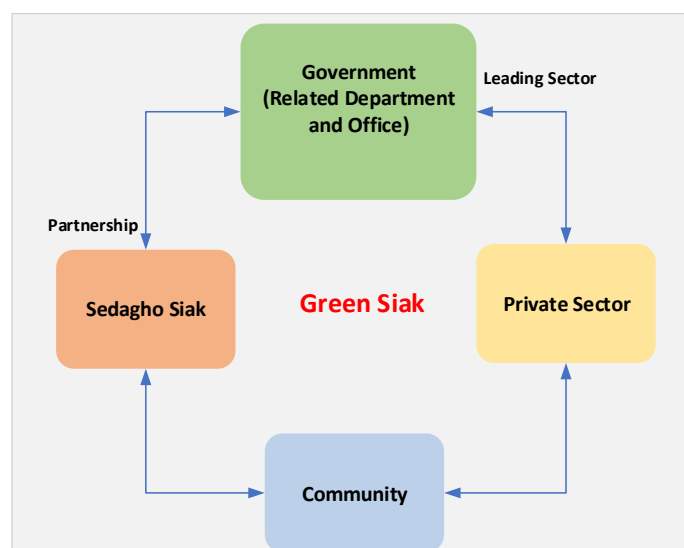 Government
(Related Department
and Office)
Leading Sector
Partnership
Sedagho Siak
Green Siak
Private Sector
Community